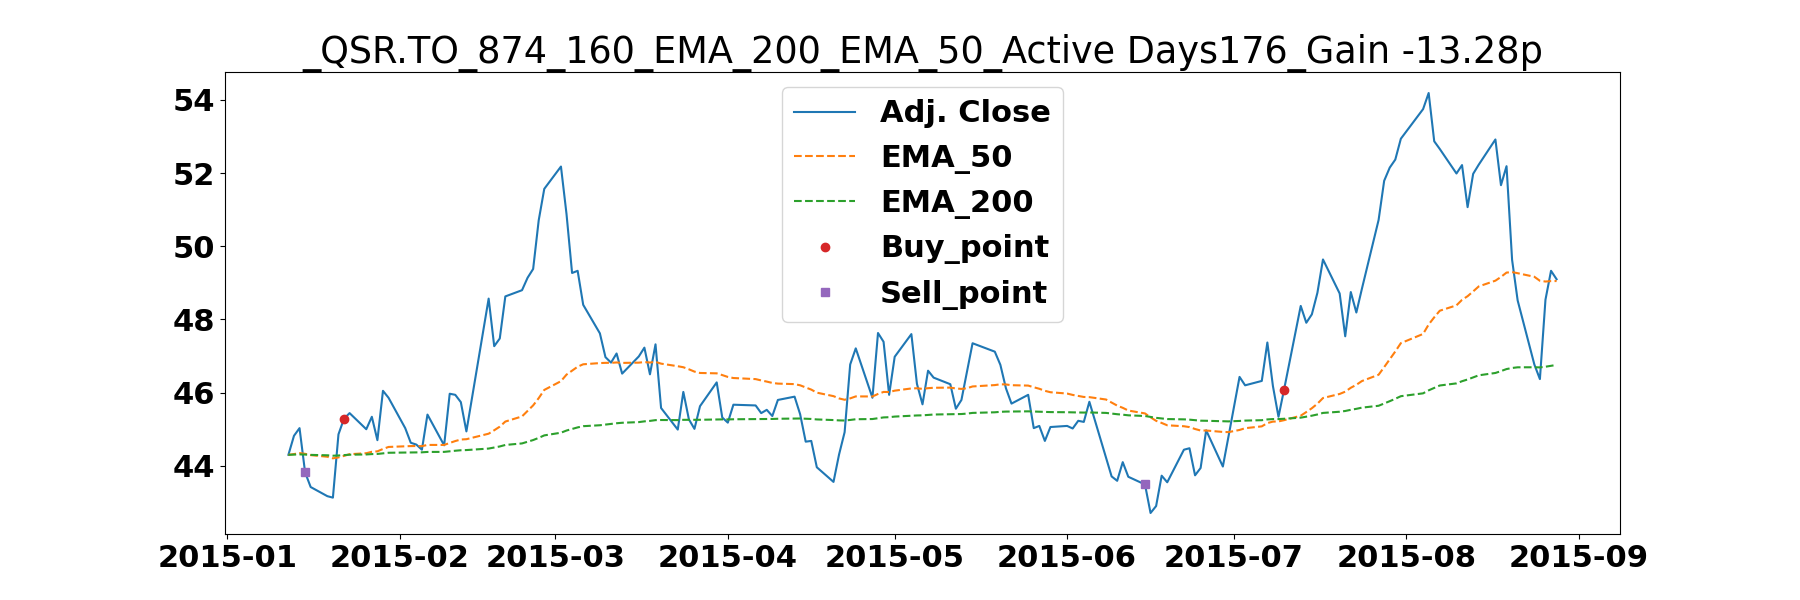 _QSR.TO_874_160_EMA_200_EMA_50_Active Days176_Gain -13.28p
Adj. Close
EMA_50
EMA_200
Buy_point
Sell_point
54
52
50
48
46
44
2015-01 2015-02 2015-03 2015-04 2015-05 2015-06 2015-07 2015-08 2015-09